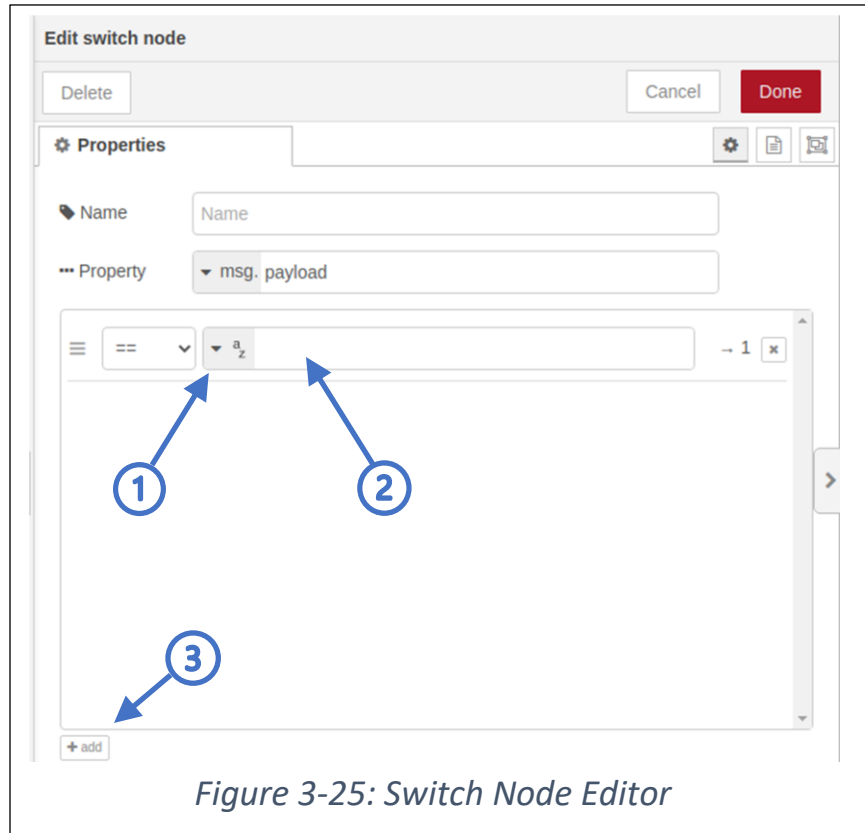 Edit switch node
Delete Cancel Done
Properties
Name Name
Property msg. payload
== a z → 1
1 2
3
+ add
Figure 3-25: Switch Node Editor